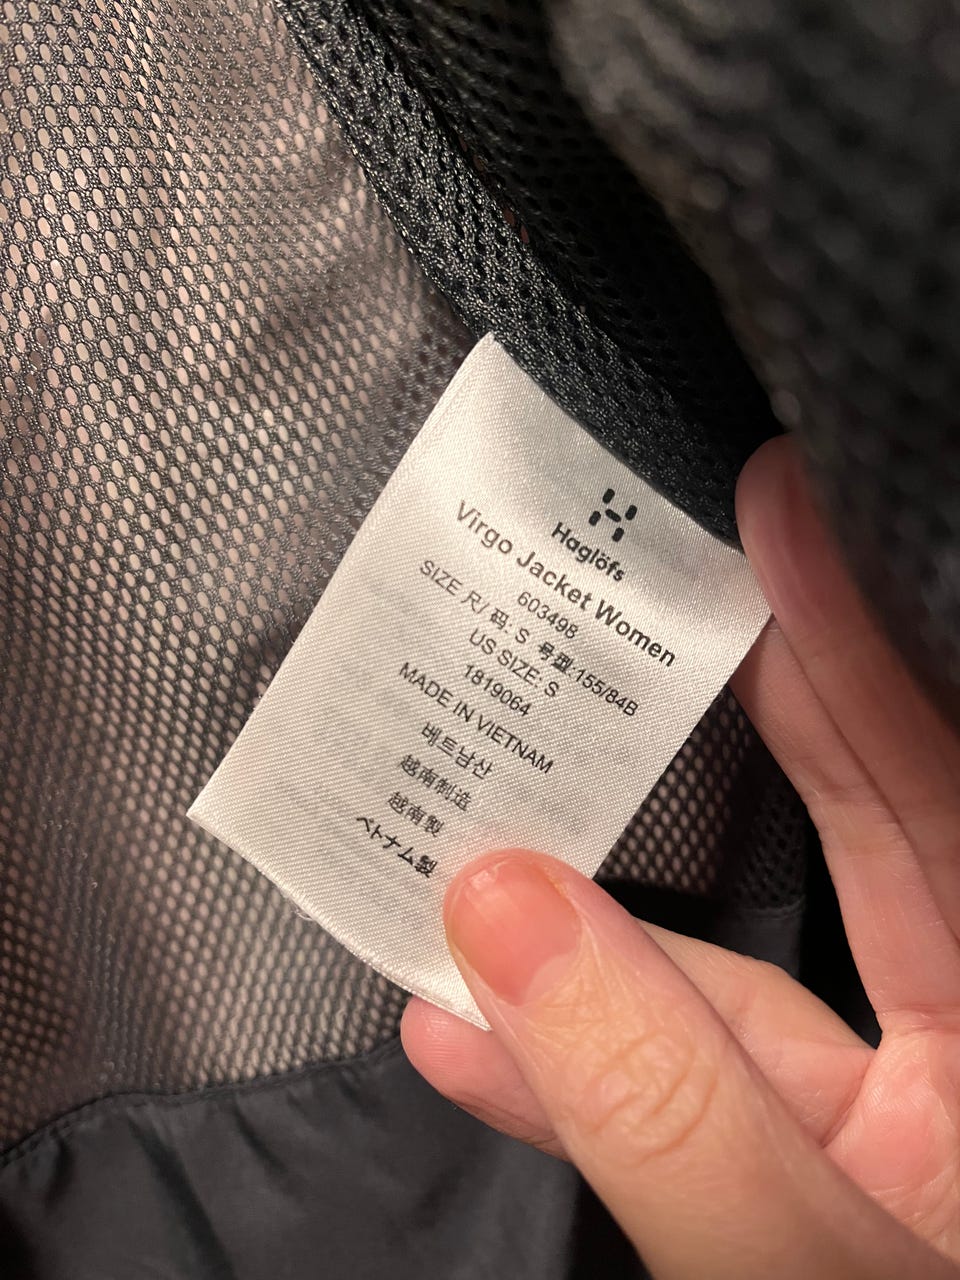 Haglöfs
Virgo Jacket Women
603498
SIZE 尺/ 码: S 号型:155/84B
US SIZE: S
1819064
MADE IN VIETNAM
베트남산
越南制造
越南製
ベトナム製